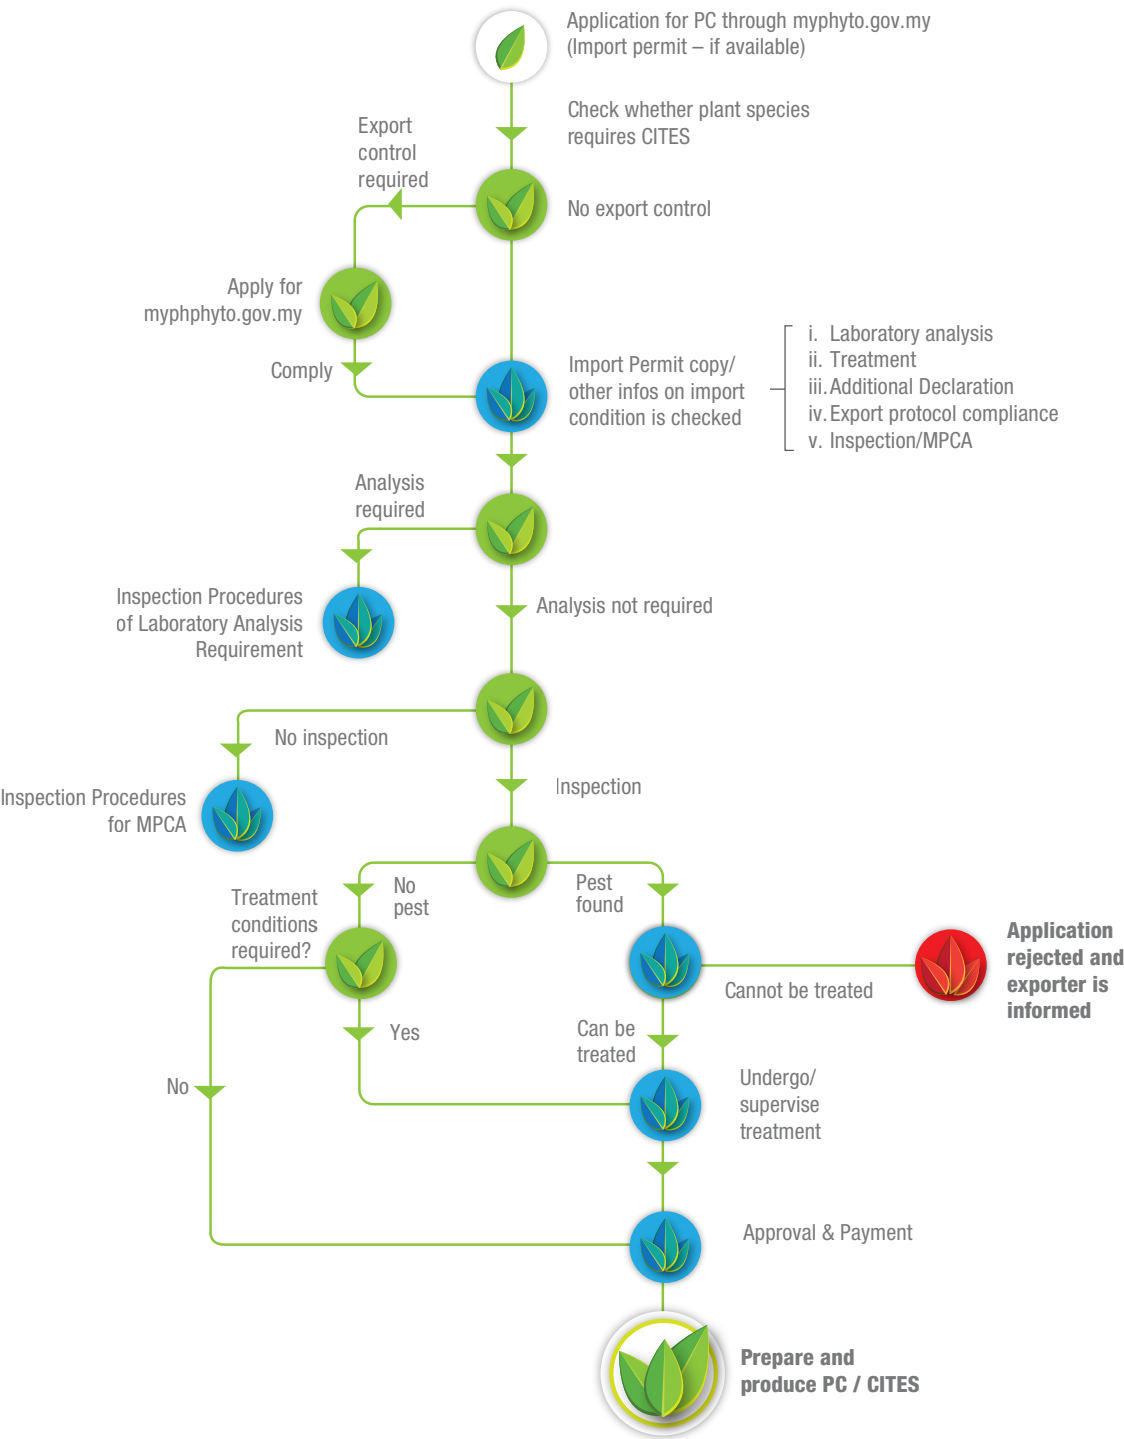 Application for PC through myphyto.gov.my
(Import permit – if available)
Check whether plant species
requires CITES
Export
control
required
No export control
Apply for
myphphyto.gov.my
Comply
Import Permit copy/
other infos on import
condition is checked
i. Laboratory analysis
ii. Treatment
iii. Additional Declaration
iv. Export protocol compliance
v. Inspection/MPCA
Analysis
required
Analysis not required
Inspection Procedures
of Laboratory Analysis
Requirement
No inspection
Inspection
Inspection Procedures
for MPCA
No
pest
Pest
found
Treatment
conditions
required?
Application
rejected and
exporter is
informed
Cannot be treated
Yes
Can be
treated
No
Undergo/
supervise
treatment
Approval & Payment
Prepare and
produce PC / CITES